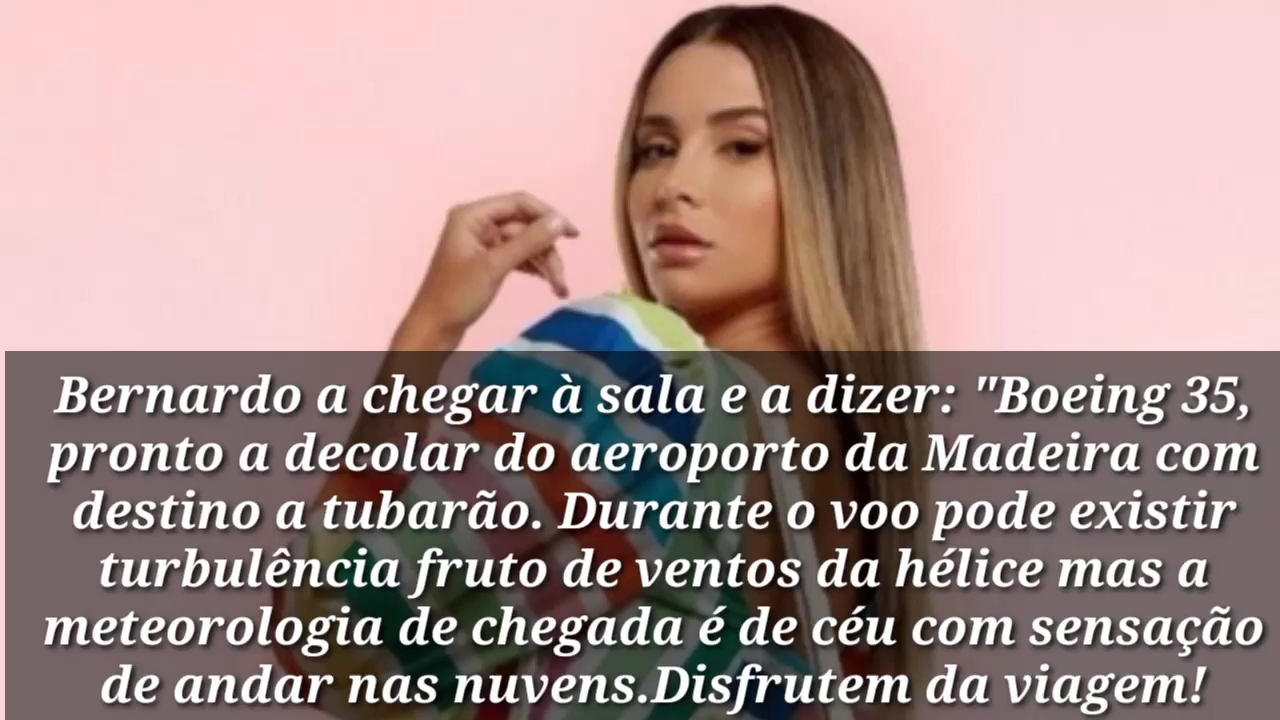 Bernardo a chegar à sala e a dizer: "Boeing 35,
pronto a decolar do aeroporto da Madeira com
destino a tubarão. Durante o voo pode existir
turbulência fruto de ventos da hélice mas a
meteorologia de chegada é de céu com sensação
de andar nas nuvens.Disfrutem da viagem!